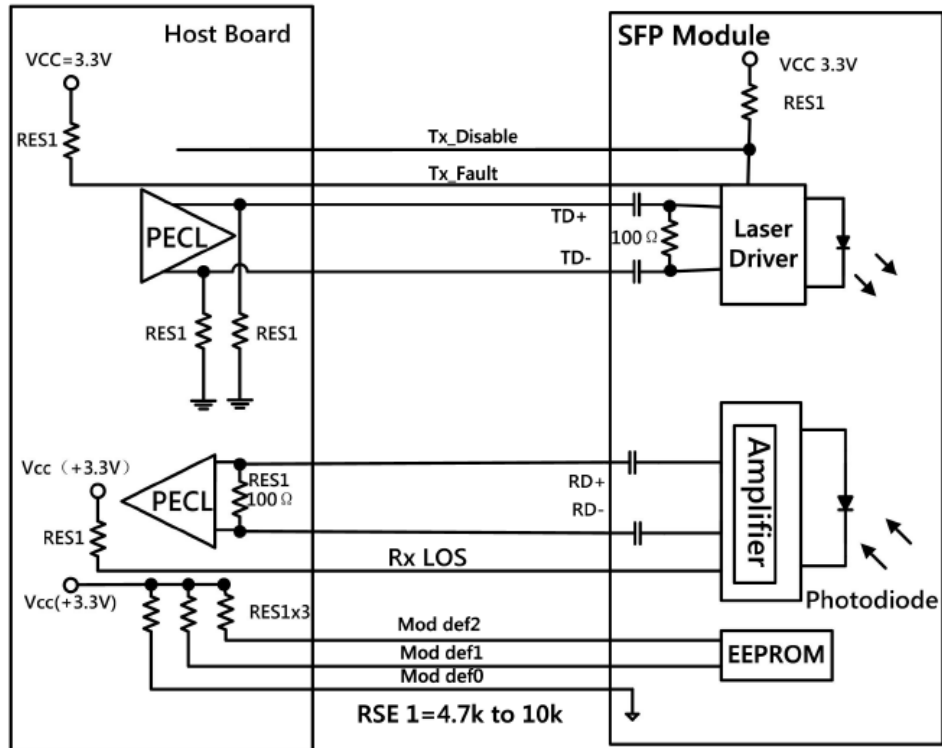 Host Board
SFP Module
VCC=3.3V
VCC 3.3V
RES1
RES1
Tx_Disable
Tx_Fault
PECL
TD+
100Ω
TD-
Laser
Driver
RES1
RES1
Vcc（+3.3V）
PECL
RES1
100Ω
RD+
RD-
Amplifier
RES1
Rx LOS
Vcc(+3.3V)
RES1x3
Photodiode
Mod def2
Mod def1
Mod def0
EEPROM
RSE 1=4.7k to 10k